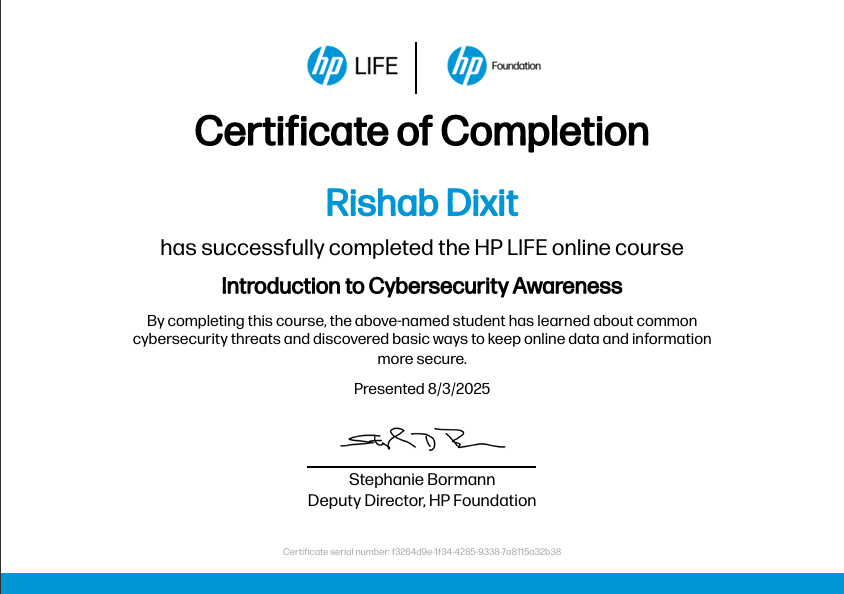 hp LIFE hp Foundation
Certificate of Completion
Rishab Dixit
has successfully completed the HP LIFE online course
Introduction to Cybersecurity Awareness
By completing this course, the above-named student has learned about common
cybersecurity threats and discovered basic ways to keep online data and information
more secure.
Presented 8/3/2025
Stephanie Bormann
Deputy Director, HP Foundation
Certificate serial number: f3264d9e-1f34-4285-9338-7a8115a32b38